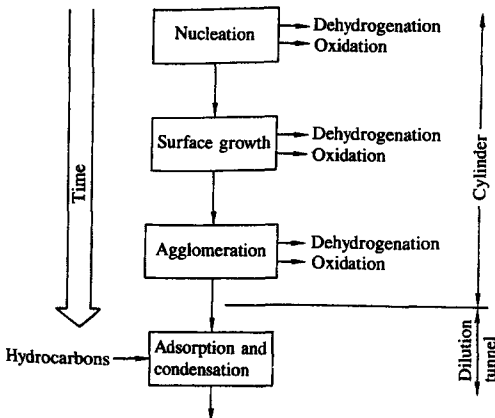 Nucleation
Dehydrogenation
Oxidation
Surface growth
Dehydrogenation
Oxidation
Time
Cylinder
Agglomeration
Dehydrogenation
Oxidation
Hydrocarbons
Adsorption and
condensation
Dilution
tunnel